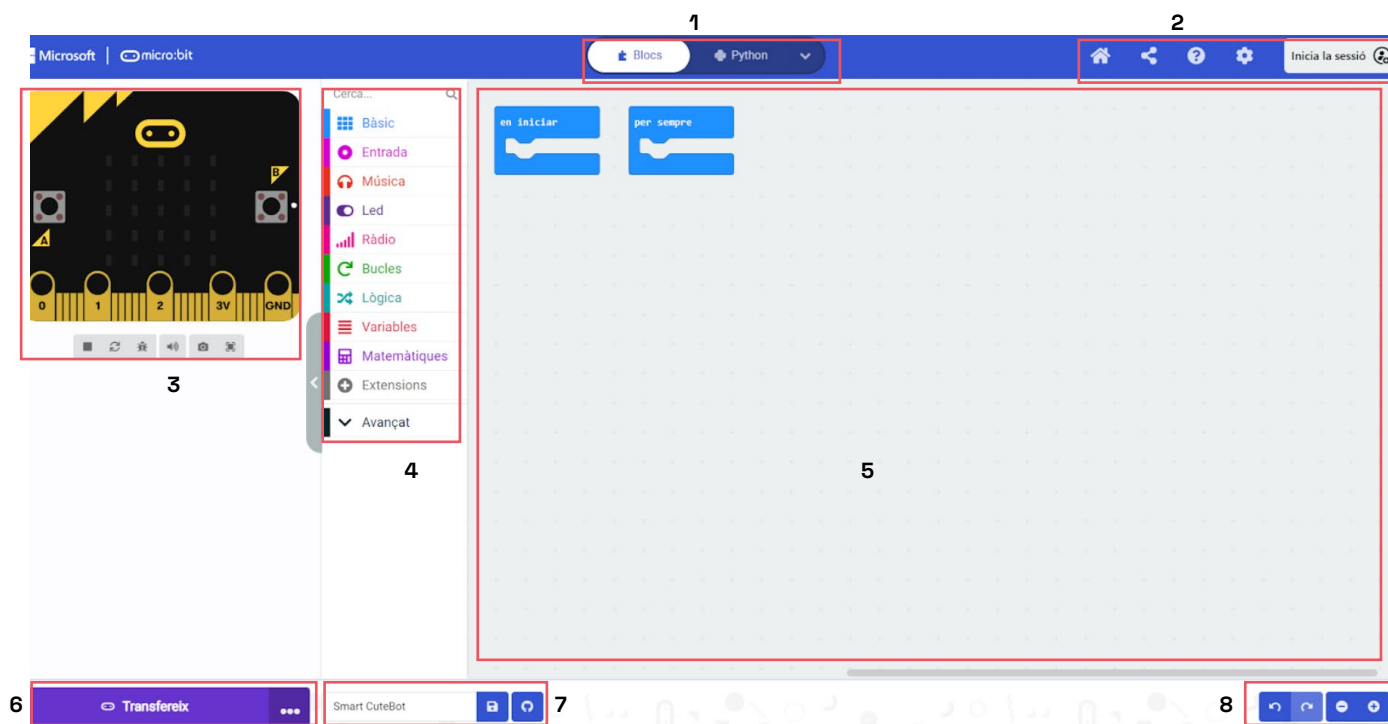 1
2
Microsoft micro:bit
Blocs
Python
Inicia la sessió
Cerca...
Bàsic
Entrada
Música
Led
Ràdio
Bucles
Lògica
Variables
Matemàtiques
Extensions
Avançat
en iniciar
per sempre
B
A
0 1 2 3V GND
3
4
5
6
Transfereix
Smart CuteBot
7
8